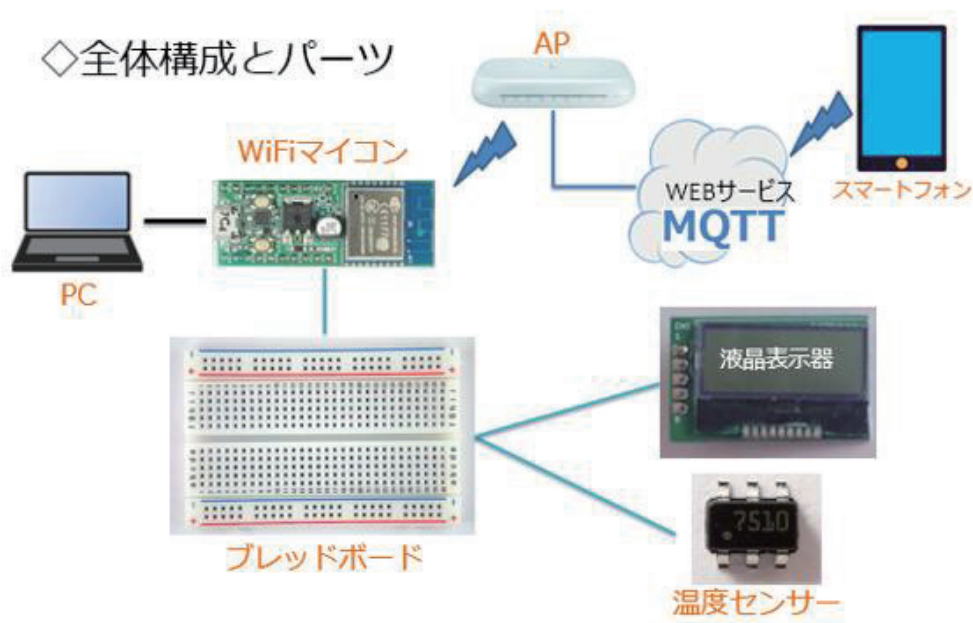 ◇全体構成とパーツ
AP
WiFiマイコン
WEBサービス
MQTT
スマートフォン
PC
液晶表示器
7510
ブレッドボード
温度センサー